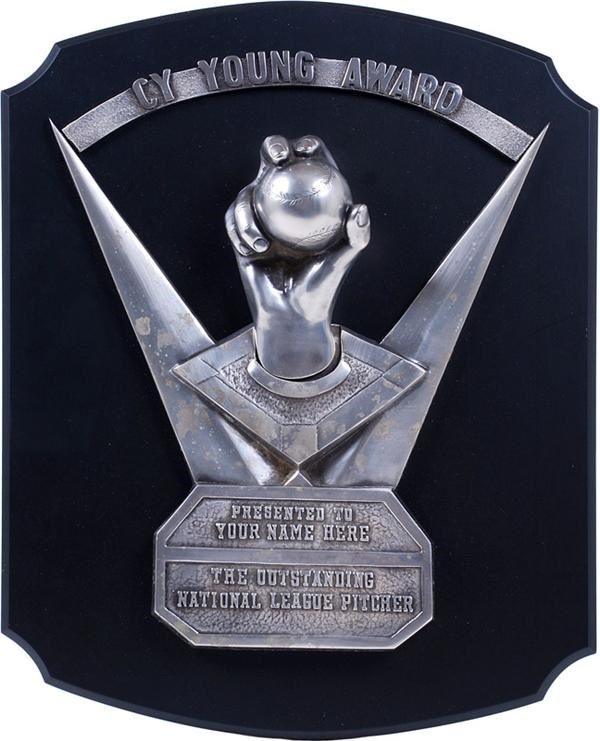 CY YOUNG AWARD
PRESENTED TO
YOUR NAME HERE
THE OUTSTANDING
NATIONAL LEAGUE PITCHER